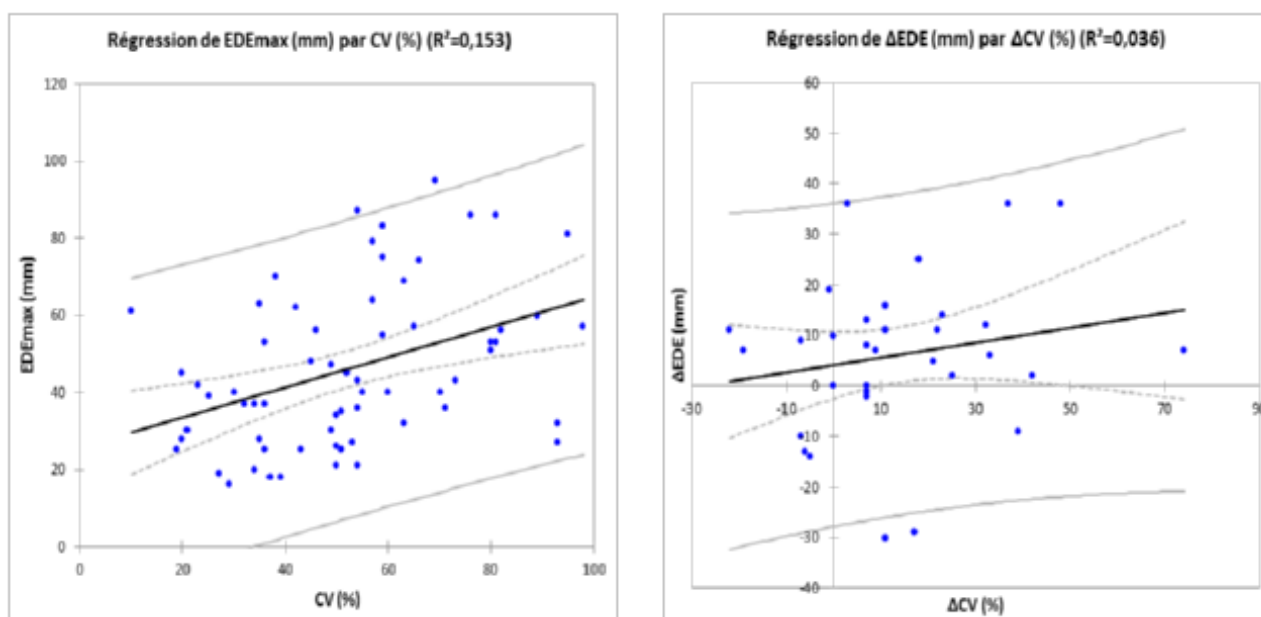 Régression de EDEmax (mm) par CV (%) (R²=0,153)
120
100
80
60
40
20
0
0 20 40 60 80 100
EDEmax (mm)
CV (%)
Régression de ΔEDE (mm) par ΔCV (%) (R²=0,036)
60
50
40
30
20
10
0
-10
-20
-30
-40
-30 -10 10 30 50 70 90
ΔEDE (mm)
ΔCV (%)